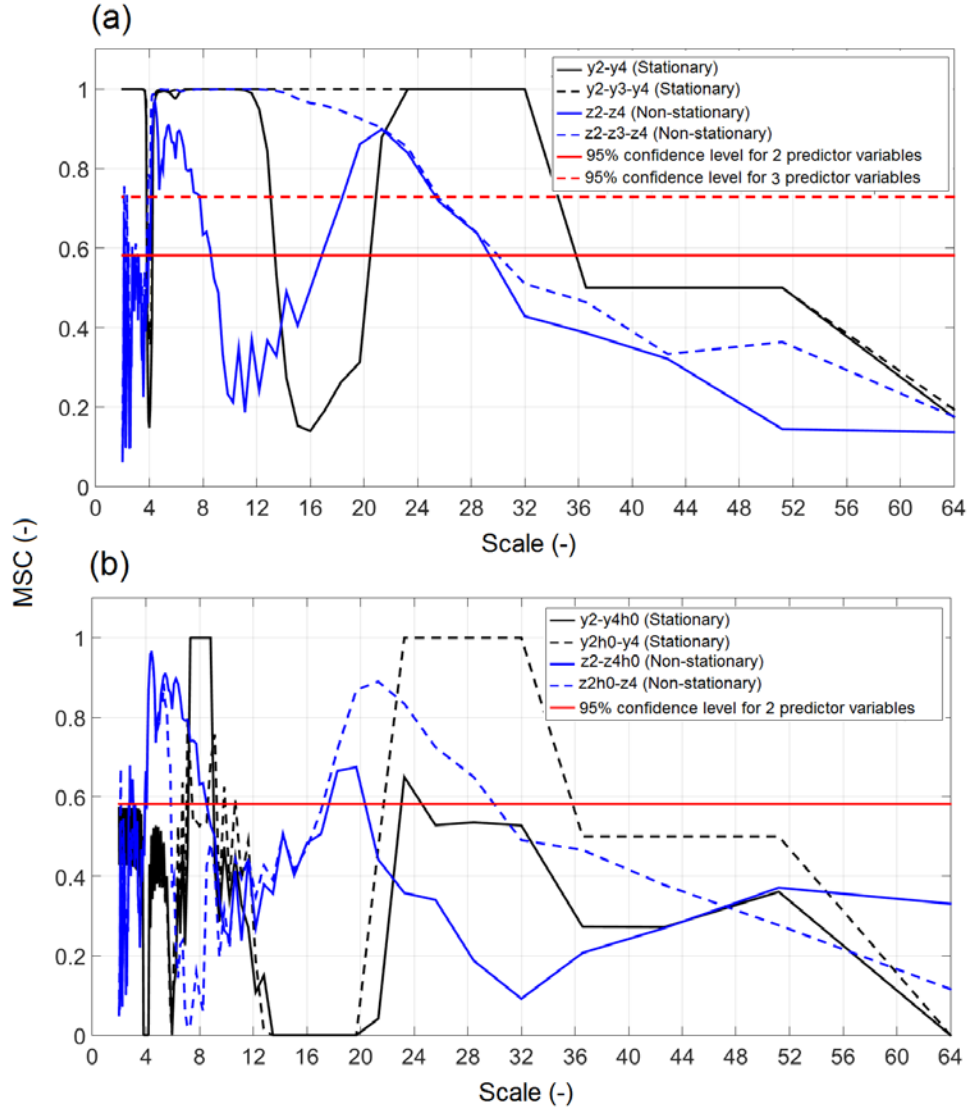 (a)
1
0.8
0.6
0.4
0.2
0
y2-y4 (Stationary)
y2-y3-y4 (Stationary)
z2-z4 (Non-stationary)
z2-z3-z4 (Non-stationary)
95% confidence level for 2 predictor variables
95% confidence level for 3 predictor variables
0 4 8 12 16 20 24 28 32 36 40 44 48 52 56 60 64
Scale (-)
MSC (-)
(b)
1
0.8
0.6
0.4
0.2
0
y2-y4h0 (Stationary)
y2h0-y4 (Stationary)
z2-z4h0 (Non-stationary)
z2h0-z4 (Non-stationary)
95% confidence level for 2 predictor variables
0 4 8 12 16 20 24 28 32 36 40 44 48 52 56 60 64
Scale (-)